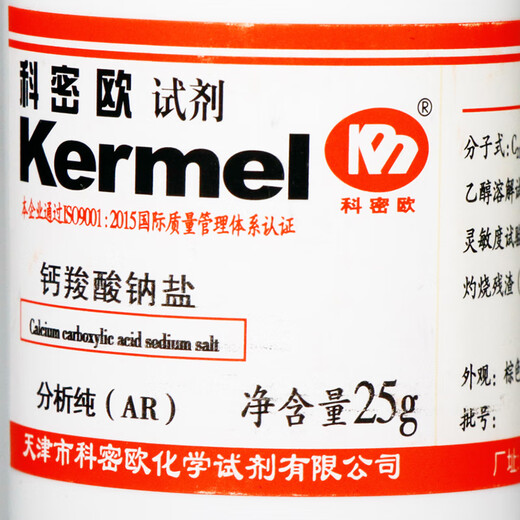 科密欧 试剂
Kermel
Km
®
科密欧
本企业通过ISO9001:2015国际质量管理体系认证
钙羧酸钠盐
Calcium carboxylic acid sedium salt
分析纯（AR） 净含量25g
天津市科密欧化学试剂有限公司
分子式:C
乙醇溶解
灵敏度试
灼烧残渣(
外观: 棕
批号:
厂址